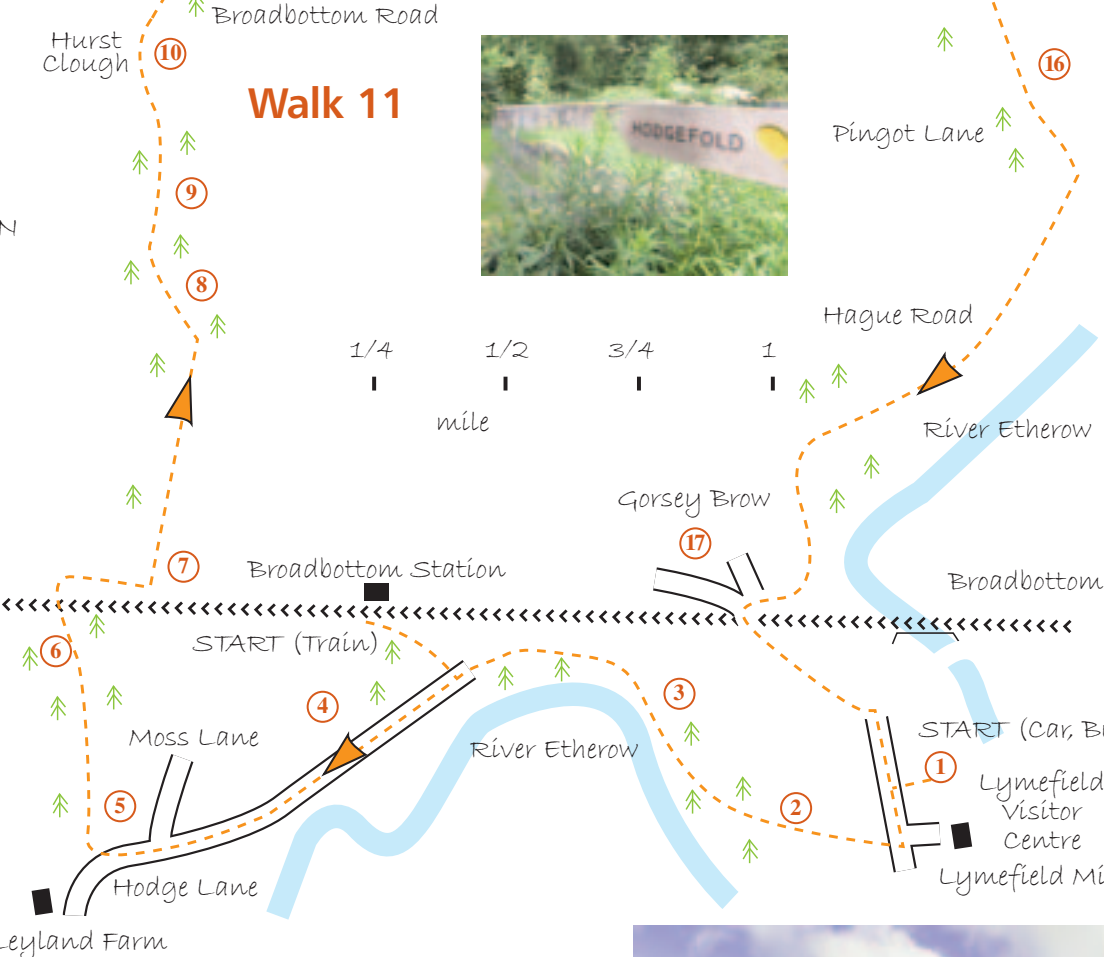 Broadbottom Road
Hurst
Clough
10
16
Walk 11
HODGEFOLD
Pingot Lane
9
N
8
Hague Road
1/4 1/2 3/4 1
mile
River Etherow
Gorsey Brow
17
7
Broadbottom Station
Broadbottom
START (Train)
6
4
3
Moss Lane
River Etherow
START (Car, B
1
Lymefield
Visitor
Centre
5
2
Hodge Lane
Lymefield Mi
Leyland Farm